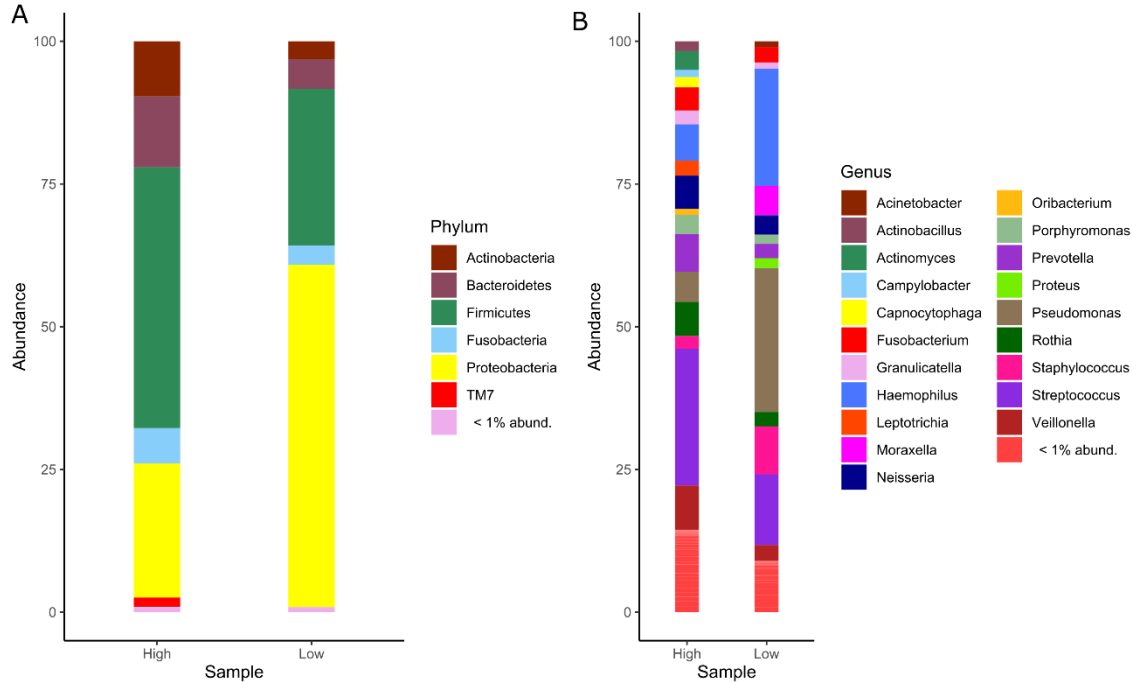 A
100
75
50
25
0
Abundance
High
Low
Sample
Phylum
Actinobacteria
Bacteroidetes
Firmicutes
Fusobacteria
Proteobacteria
TM7
< 1% abund.
B
100
75
50
25
0
Abundance
High
Low
Sample
Genus
Acinetobacter
Actinobacillus
Actinomyces
Campylobacter
Capnocytophaga
Fusobacterium
Granulicatella
Haemophilus
Leptotrichia
Moraxella
Neisseria
Oribacterium
Porphyromonas
Prevotella
Proteus
Pseudomonas
Rothia
Staphylococcus
Streptococcus
Veillonella
< 1% abund.